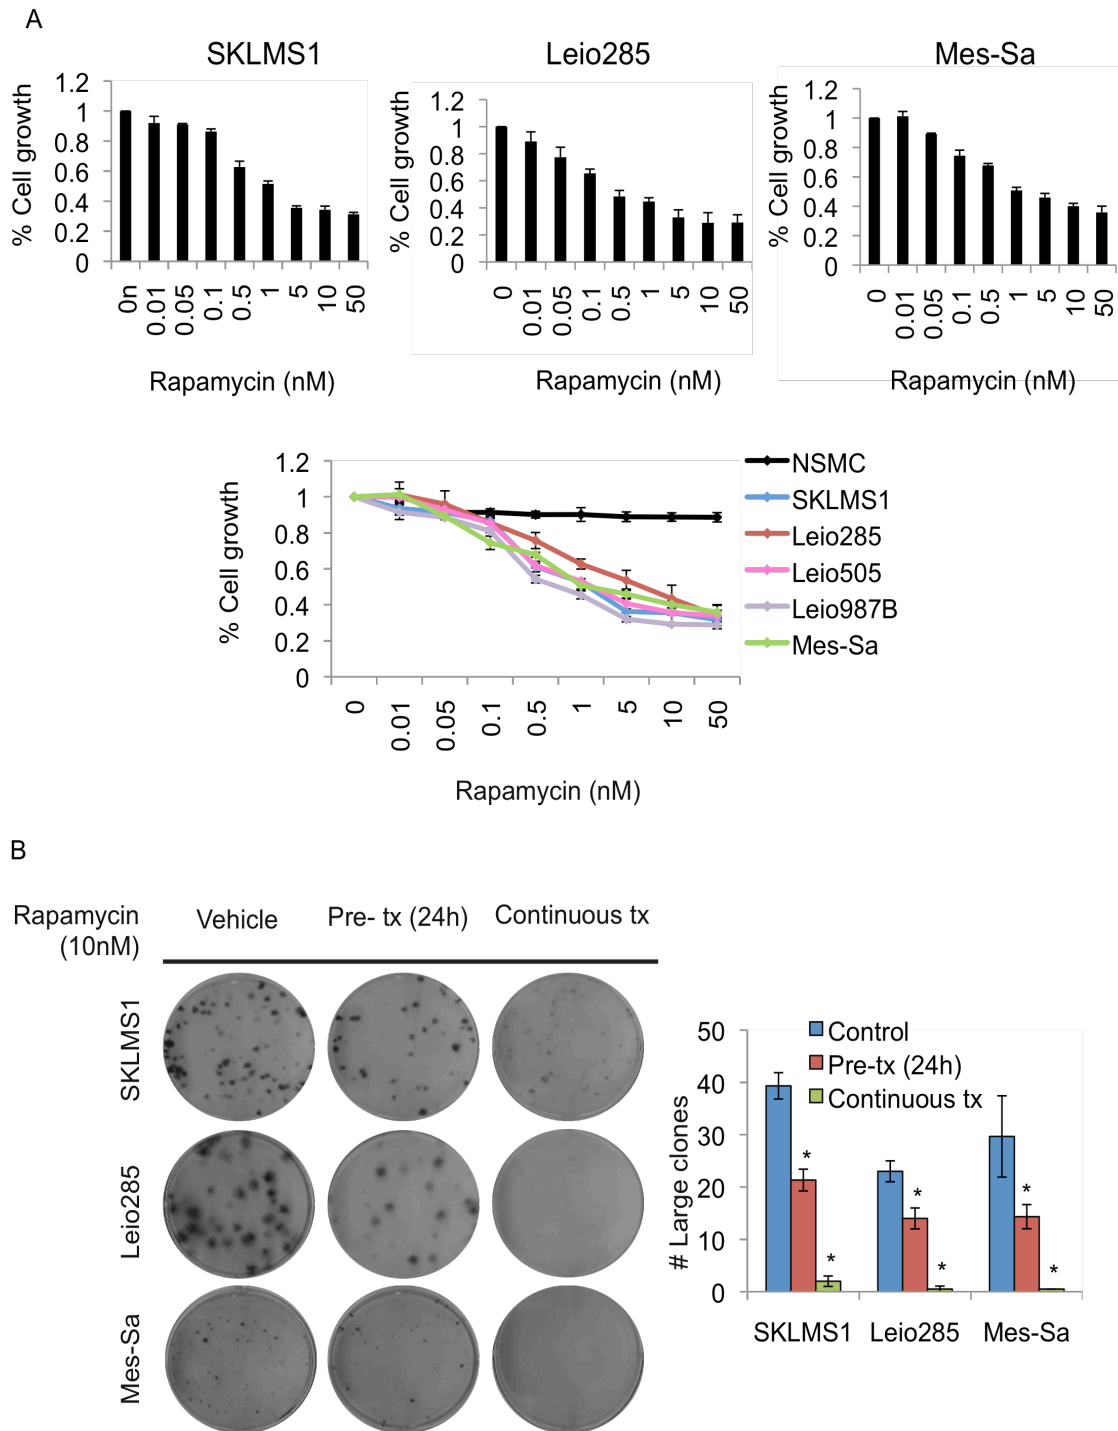 A
SKLMS1
Leio285
Mes-Sa
% Cell growth
1.2
1
0.8
0.6
0.4
0.2
0
0n
0.01
0.05
0.1
0.5
1
5
10
50
Rapamycin (nM)
% Cell growth
1.2
1
0.8
0.6
0.4
0.2
0
0
0.01
0.05
0.1
0.5
1
5
10
50
Rapamycin (nM)
% Cell growth
1.2
1
0.8
0.6
0.4
0.2
0
0
0.01
0.05
0.1
0.5
1
5
10
50
Rapamycin (nM)
% Cell growth
1.2
1
0.8
0.6
0.4
0.2
0
0
0.01
0.05
0.1
0.5
1
5
10
50
Rapamycin (nM)
NSMC
SKLMS1
Leio285
Leio505
Leio987B
Mes-Sa
B
Rapamycin
(10nM)
Vehicle
Pre- tx (24h)
Continuous tx
SKLMS1
Leio285
Mes-Sa
# Large clones
50
40
30
20
10
0
Control
Pre-tx (24h)
Continuous tx
*
*
*
*
*
*
SKLMS1
Leio285
Mes-Sa